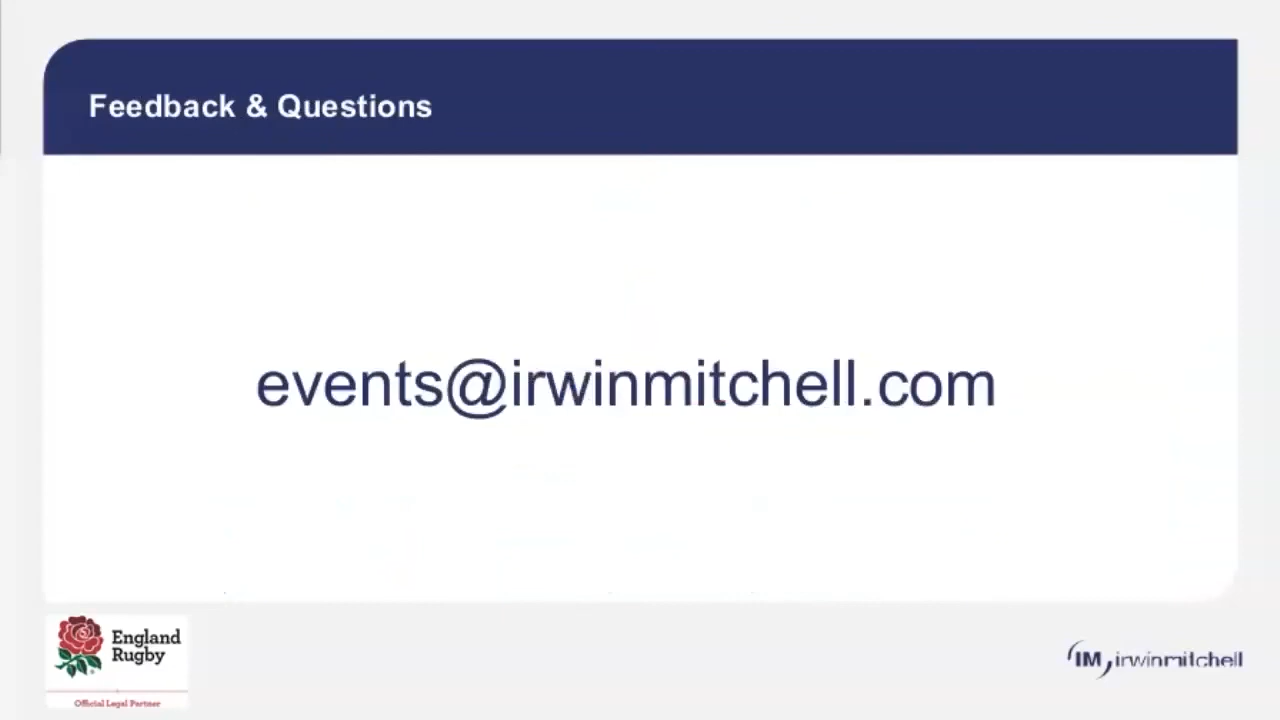 Feedback & Questions
events@irwinmitchell.com
England
Rugby
Official Legal Partner
IM irwinmitchell